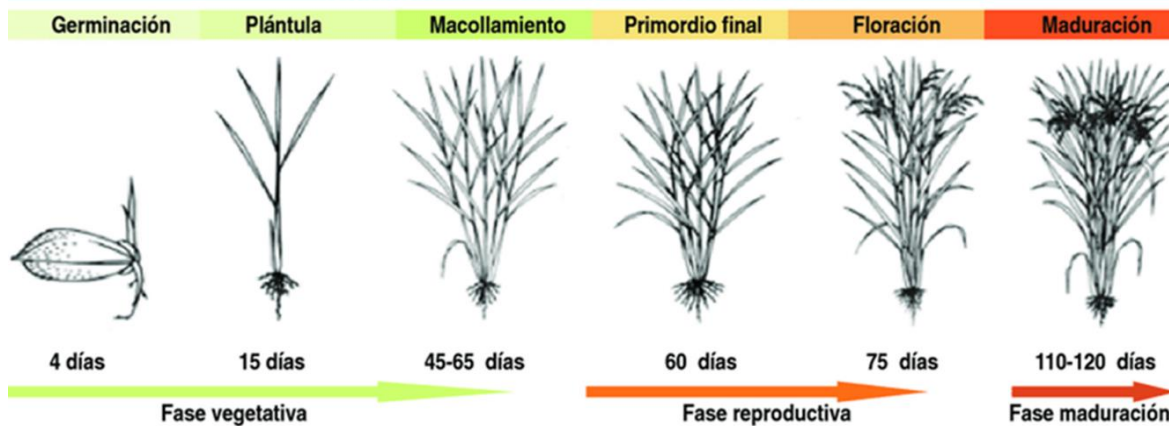 Germinación Plántula Macollamiento Primordio final Floración Maduración
4 días 15 días 45-65 días 60 días 75 días 110-120 días
Fase vegetativa Fase reproductiva Fase maduración